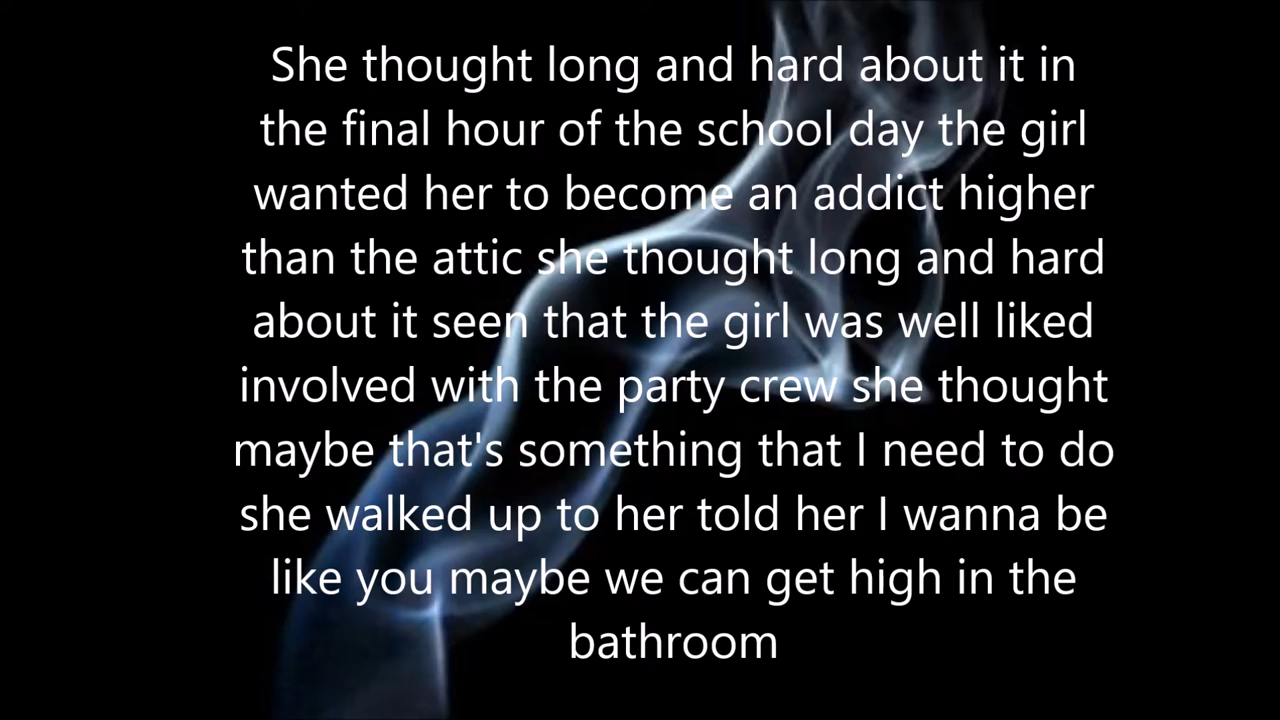 She thought long and hard about it in
the final hour of the school day the girl
wanted her to become an addict higher
than the attic she thought long and hard
about it seen that the girl was well liked
involved with the party crew she thought
maybe that's something that I need to do
she walked up to her told her I wanna be
like you maybe we can get high in the
bathroom